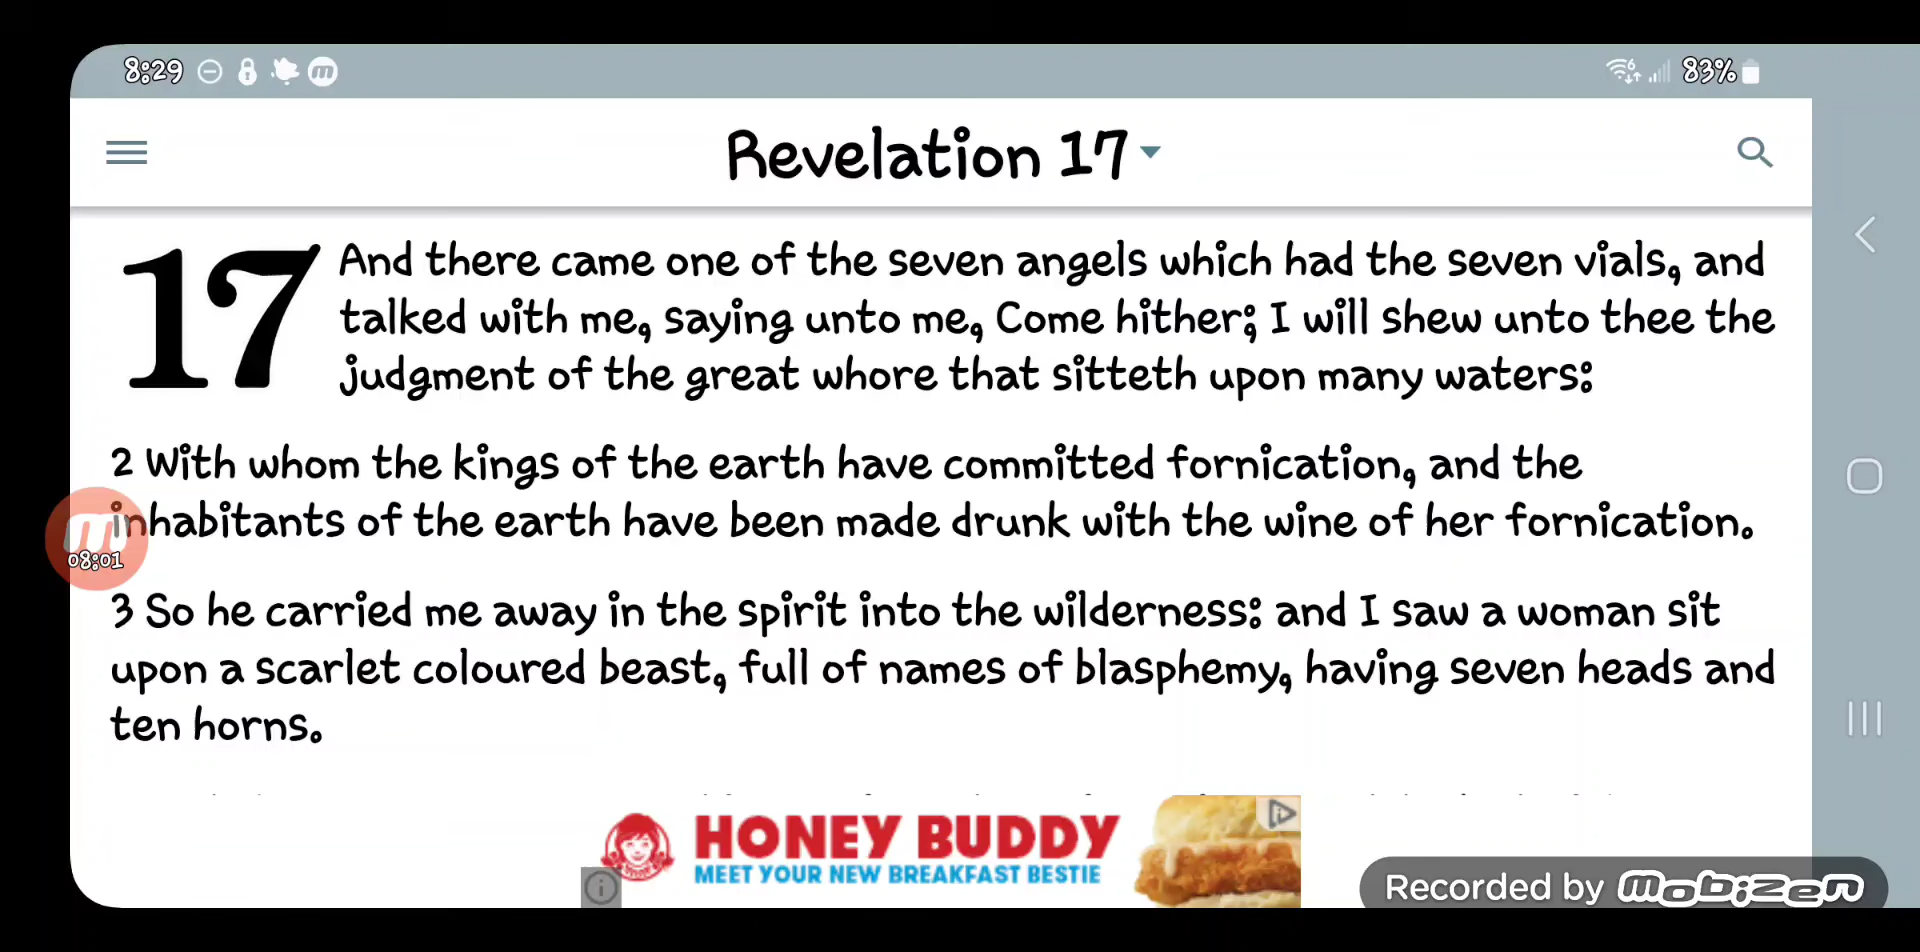 8:29
83%
Revelation 17
17 And there came one of the seven angels which had the seven vials, and
talked with me, saying unto me, Come hither; I will shew unto thee the
judgment of the great whore that sitteth upon many waters:
2 With whom the kings of the earth have committed fornication, and the
inhabitants of the earth have been made drunk with the wine of her fornication.
08:01
3 So he carried me away in the spirit into the wilderness: and I saw a woman sit
upon a scarlet coloured beast, full of names of blasphemy, having seven heads and
ten horns.
HONEY BUDDY
MEET YOUR NEW BREAKFAST BESTIE
Recorded by Mobizen